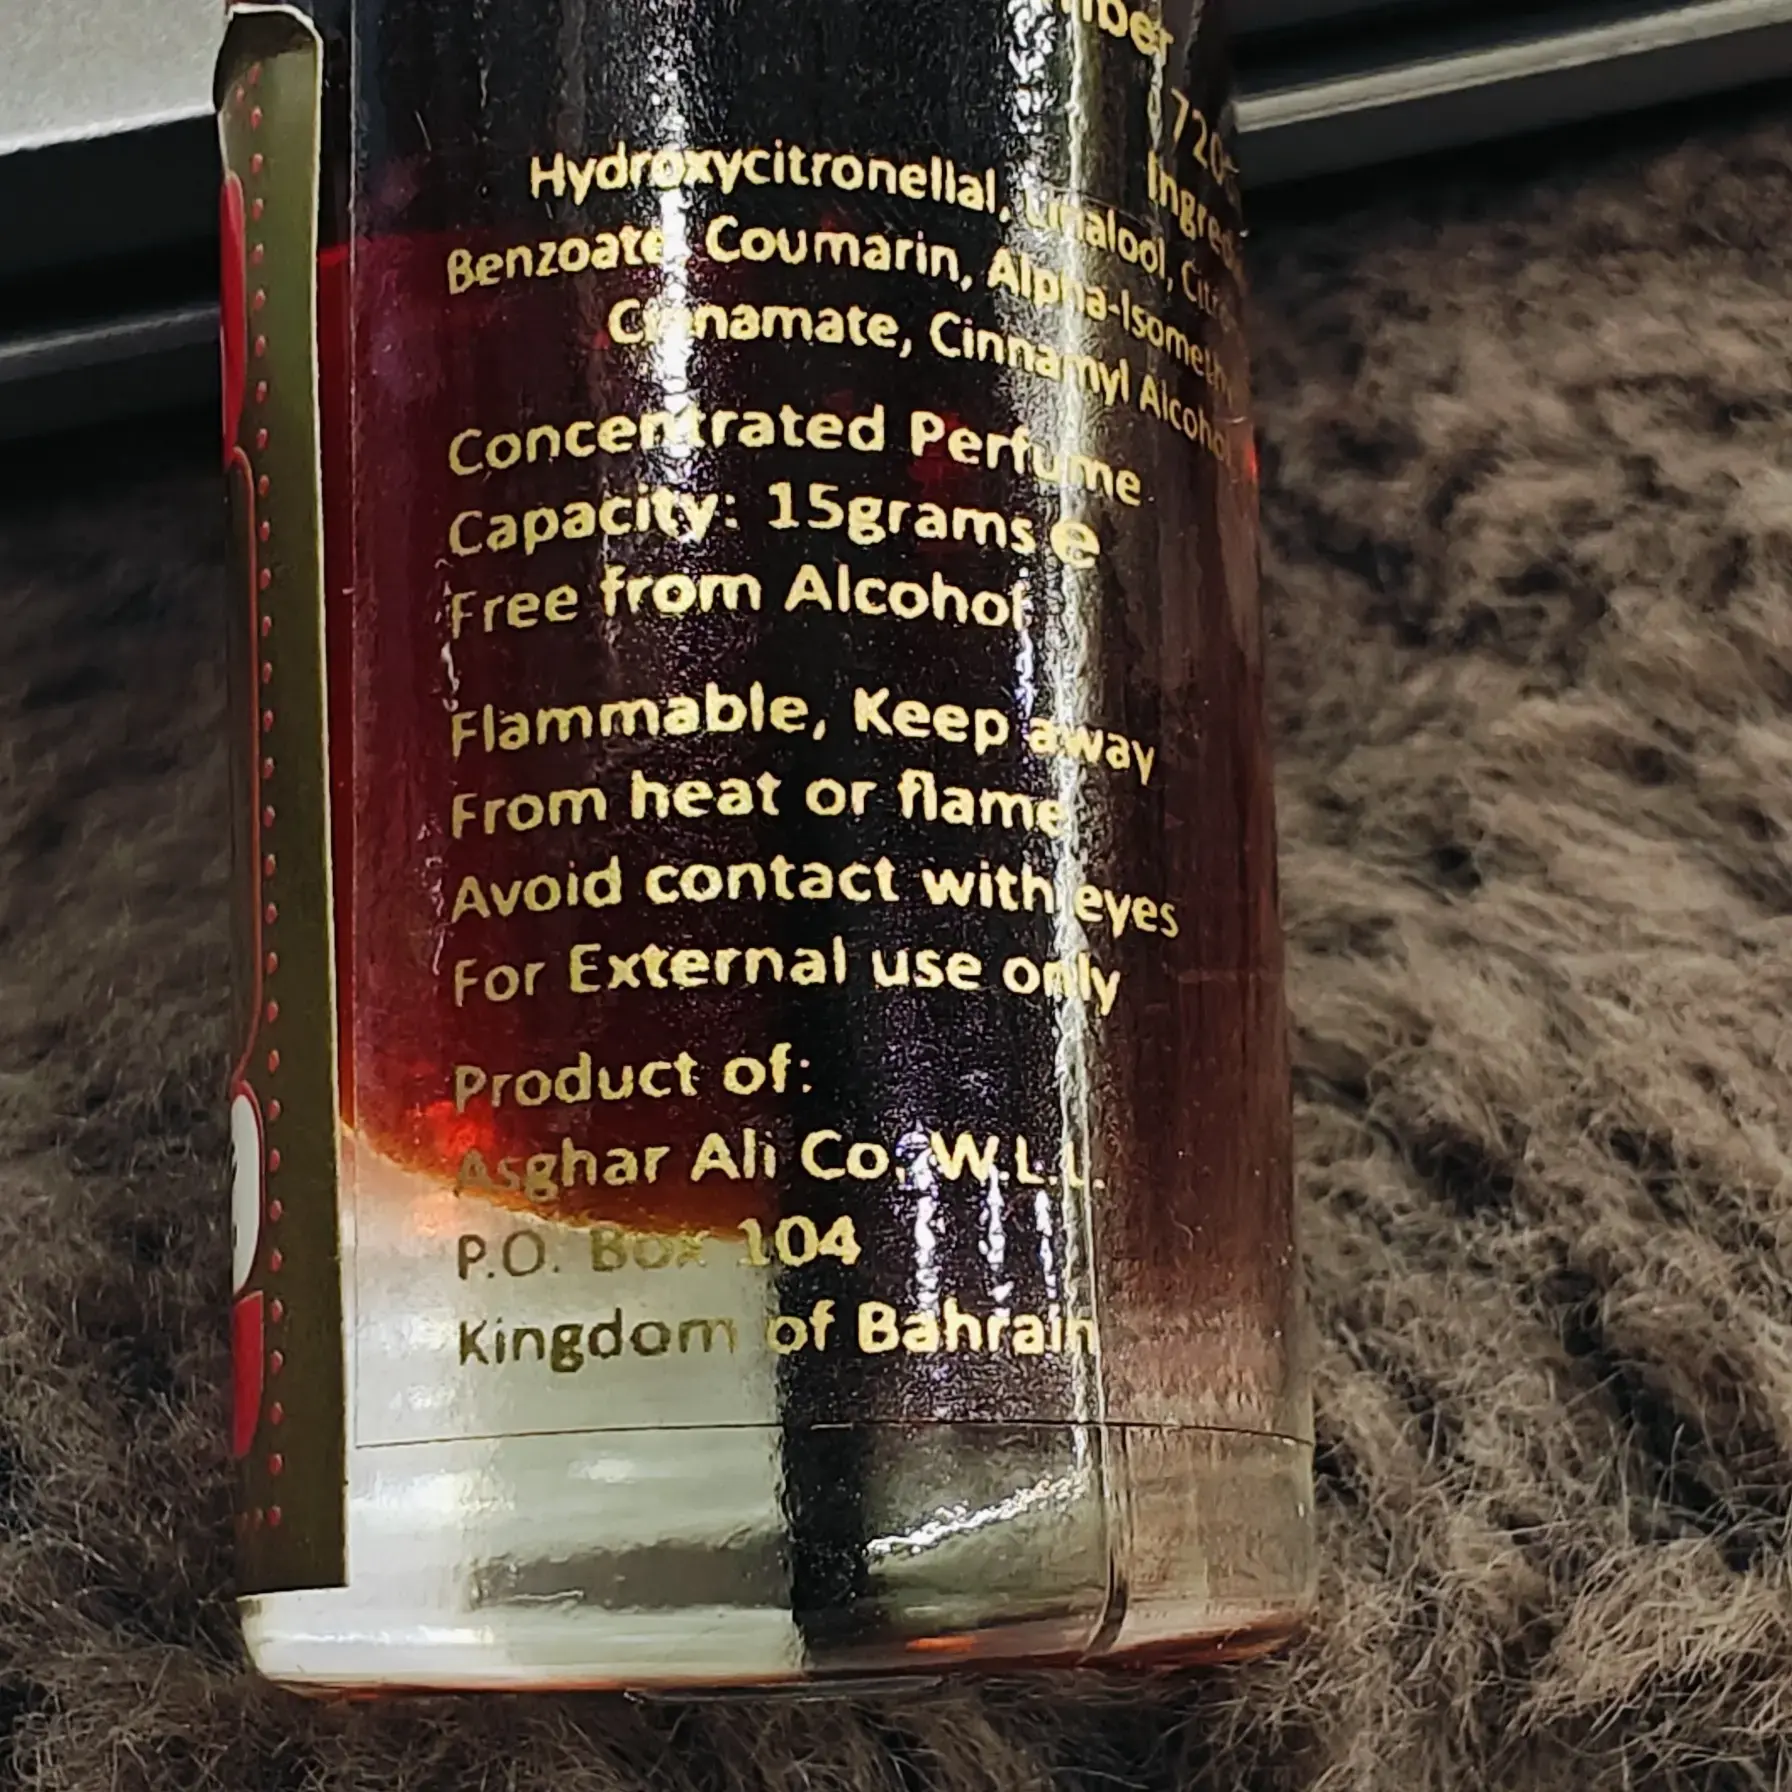 720
Hydroxycitronellal, Linalool,
Benzoate, Coumarin,
Cinnamate, Cinnamyl Alcohol
Concentrated Perfume
Capacity: 15grams e
Free from Alcohol
Flammable, Keep away
From heat or flame
Avoid contact with eyes
For External use only
Product of:
Asghar Ali Co. W.L.L.
P.O. Box 104
Kingdom of Bahrain